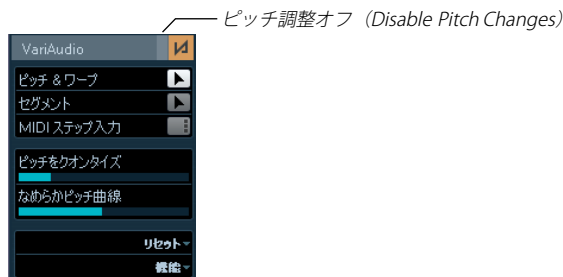 ピッチ調整オフ（Disable Pitch Changes）
VariAudio
ピッチ & ワープ
セグメント
MIDI ステップ入力
ピッチをクオンタイズ
なめらかピッチ曲線
リセット
機能